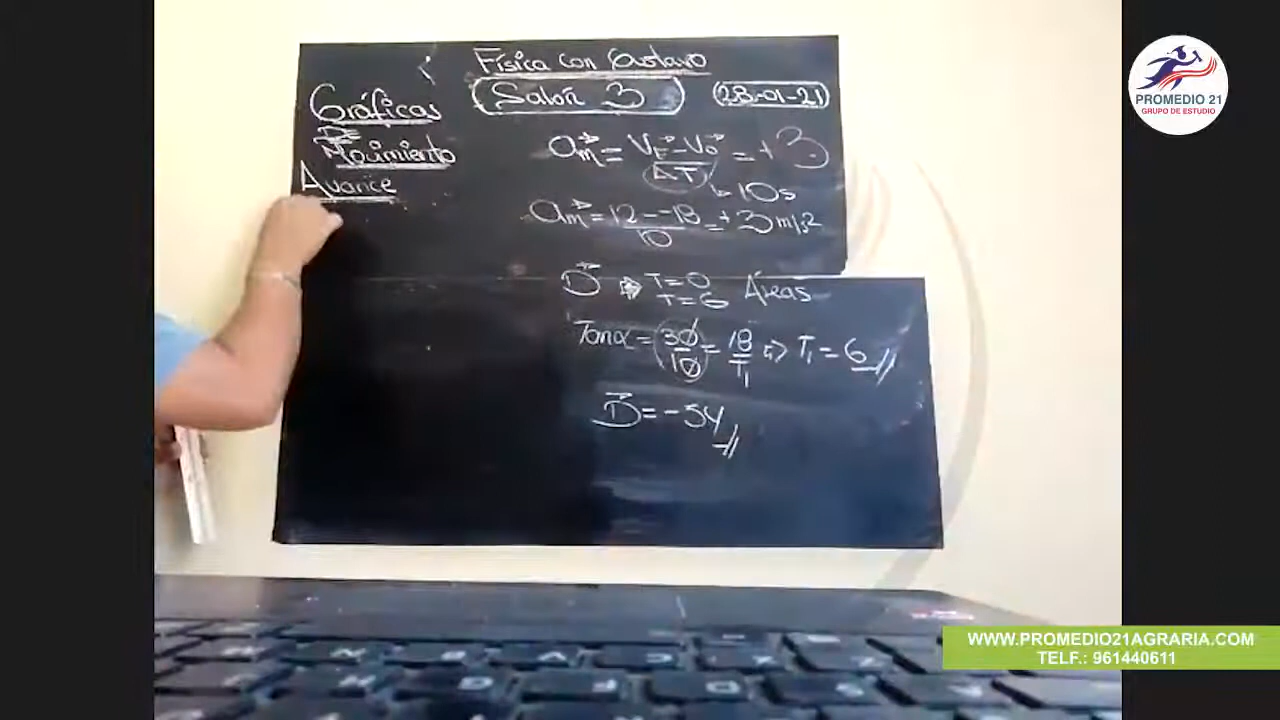 Física con Gustavo
Salón 3
28-01-21
Gráficas
De
Movimiento
Avance
am = VF - V0 / ΔT = +3
10s
am = 12 - -18 / 10 = +3 m/s2
D T=0
T=6 Áreas
Tanα = 30 / 10 = 18 / T1 ⇒ T1 = 6
D = -54
PROMEDIO 21
GRUPO DE ESTUDIO
WWW.PROMEDIO21AGRARIA.COM
TELF.: 961440611